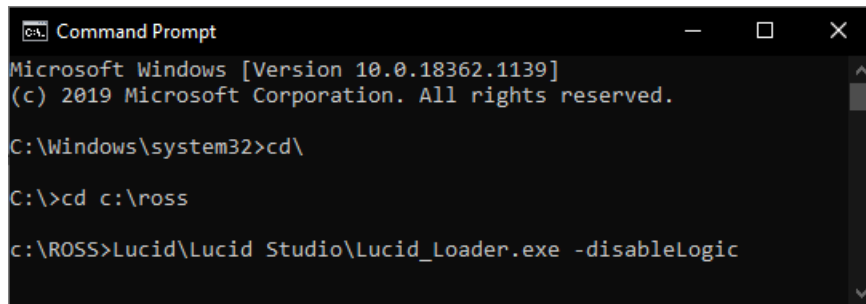 Command Prompt
Microsoft Windows [Version 10.0.18362.1139]
(c) 2019 Microsoft Corporation. All rights reserved.
C:\Windows\system32>cd\
C:\>cd c:\ross
c:\ROSS>Lucid\Lucid Studio\Lucid_Loader.exe -disableLogic